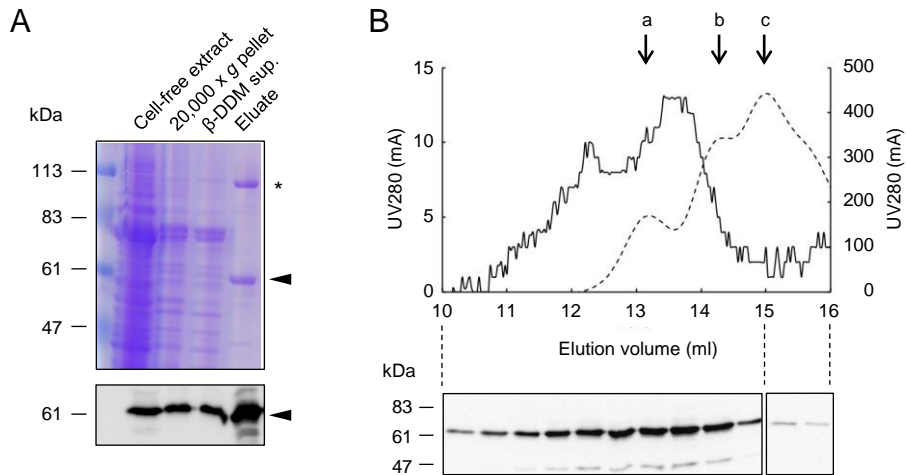 A
kDa
Cell-free extract
20,000 x g pellet
β-DDM sup.
Eluate
113
83
61
47
*
61
B
a
b
c
15
10
5
0
UV280 (mA)
500
400
300
200
100
0
UV280 (mA)
10
11
12
13
14
15
16
Elution volume (ml)
kDa
83
61
47